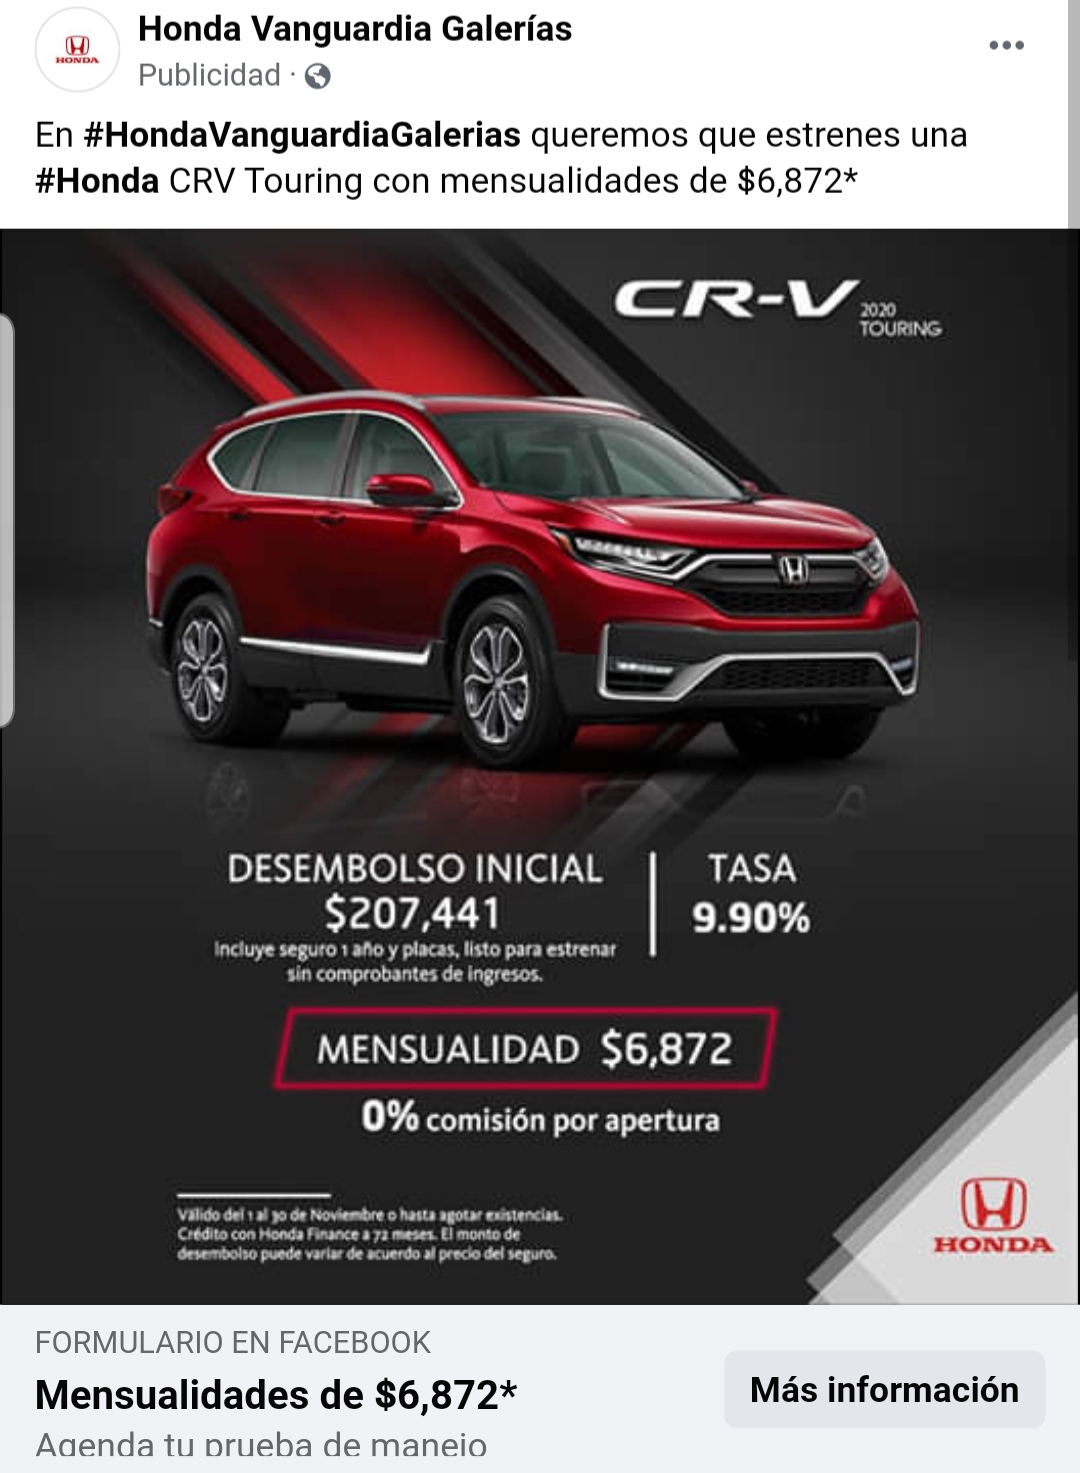 HONDA
Honda Vanguardia Galerías
Publicidad ·
En #HondaVanguardiaGalerias queremos que estrenes una
#Honda CRV Touring con mensualidades de $6,872*
CR-V 2020
TOURING
DESEMBOLSO INICIAL
$207,441
Incluye seguro 1 año y placas, listo para estrenar
sin comprobantes de ingresos.
TASA
9.90%
MENSUALIDAD $6,872
0% comisión por apertura
Válido del 1 al 30 de Noviembre o hasta agotar existencias.
Crédito con Honda Finance a 72 meses. El monto de
desembolso puede variar de acuerdo al precio del seguro.
HONDA
FORMULARIO EN FACEBOOK
Mensualidades de $6,872*
Agenda tu prueba de manejo
Más información